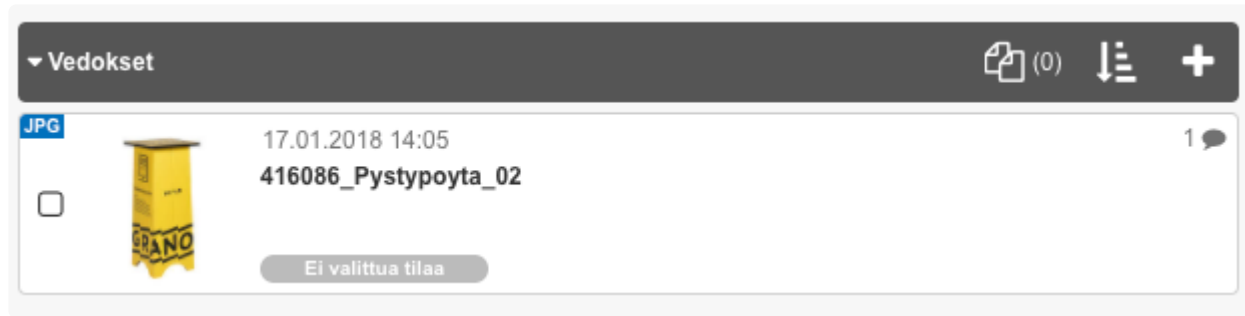 Vedokset
(0)
JPG
17.01.2018 14:05
1
416086_Pystypoyta_02
GRANO
Ei valittua tilaa